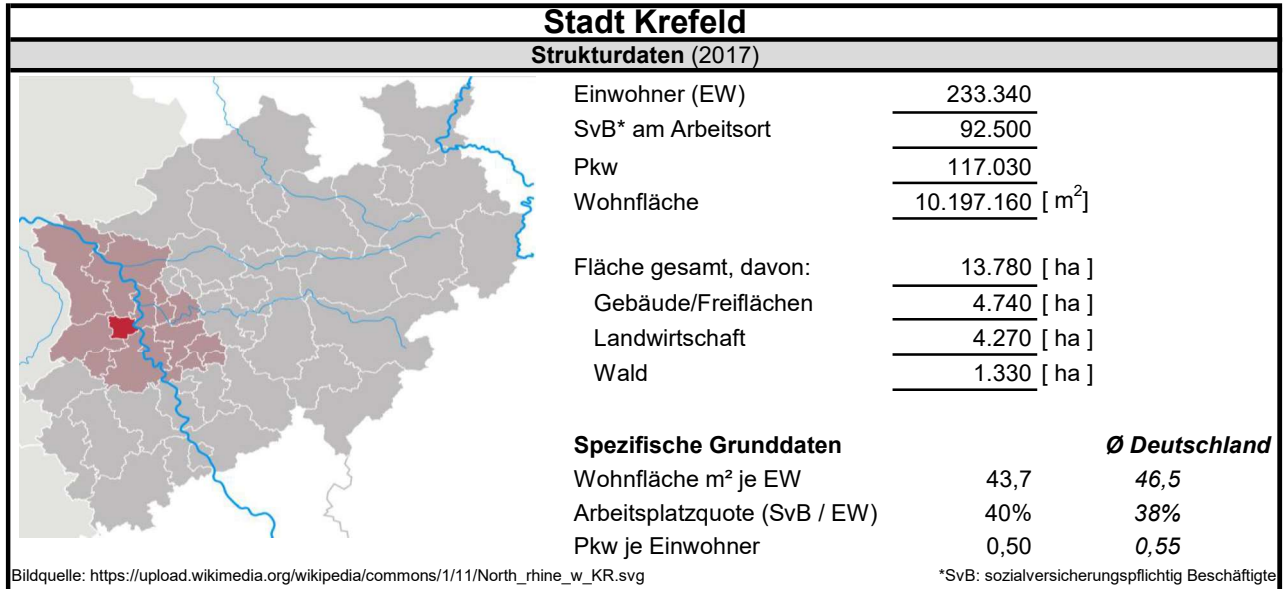 Stadt Krefeld
Strukturdaten (2017)
Einwohner (EW) 233.340
SvB* am Arbeitsort 92.500
Pkw 117.030
Wohnfläche 10.197.160 [ m²]
Fläche gesamt, davon: 13.780 [ ha ]
Gebäude/Freiflächen 4.740 [ ha ]
Landwirtschaft 4.270 [ ha ]
Wald 1.330 [ ha ]
Spezifische Grunddaten Ø Deutschland
Wohnfläche m² je EW 43,7 46,5
Arbeitsplatzquote (SvB / EW) 40% 38%
Pkw je Einwohner 0,50 0,55
Bildquelle: https://upload.wikimedia.org/wikipedia/commons/1/11/North_rhine_w_KR.svg *SvB: sozialversicherungspflichtig Beschäftigte